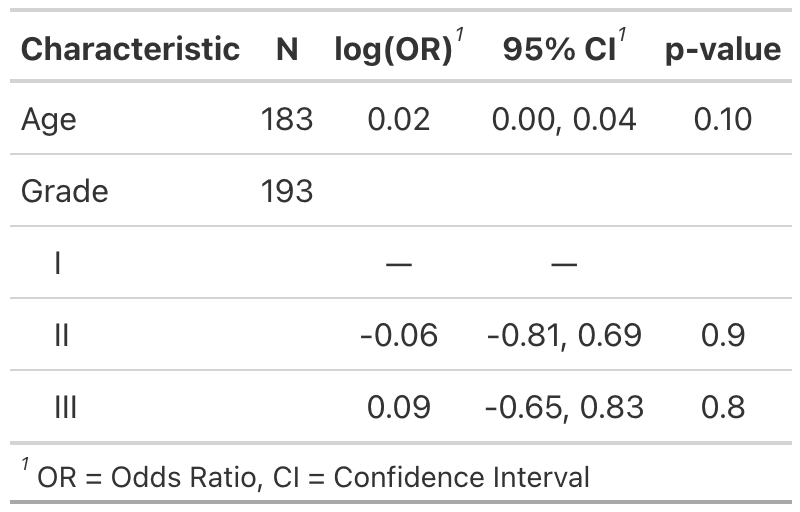 Characteristic N log(OR)1 95% CI1 p-value
Age 183 0.02 0.00, 0.04 0.10
Grade 193
I — —
II -0.06 -0.81, 0.69 0.9
III 0.09 -0.65, 0.83 0.8
1 OR = Odds Ratio, CI = Confidence Interval